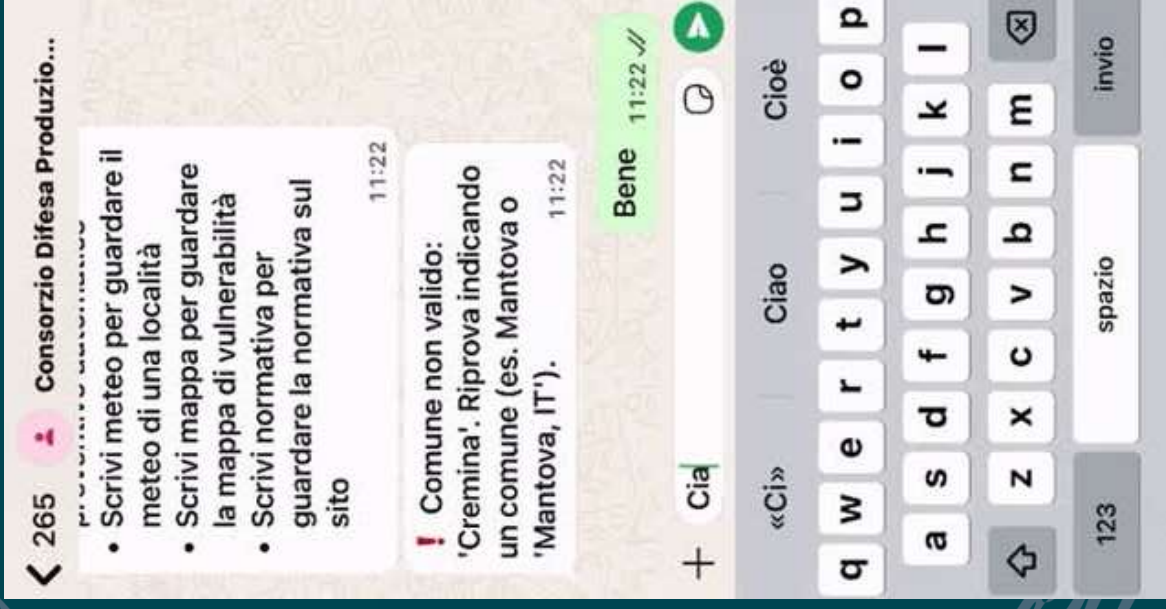 265 Consorzio Difesa Produzio...
• Scrivi meteo per guardare il
meteo di una località
• Scrivi mappa per guardare
la mappa di vulnerabilità
• Scrivi normativa per
guardare la normativa sul
sito
11:22
❗ Comune non valido:
'Cremina'. Riprova indicando
un comune (es. Mantova o
'Mantova, IT').
11:22
Bene 11:22
Cia
«Ci» Ciao Cioè
q w e r t y u i o p
a s d f g h j k l
z x c v b n m
123 spazio invio